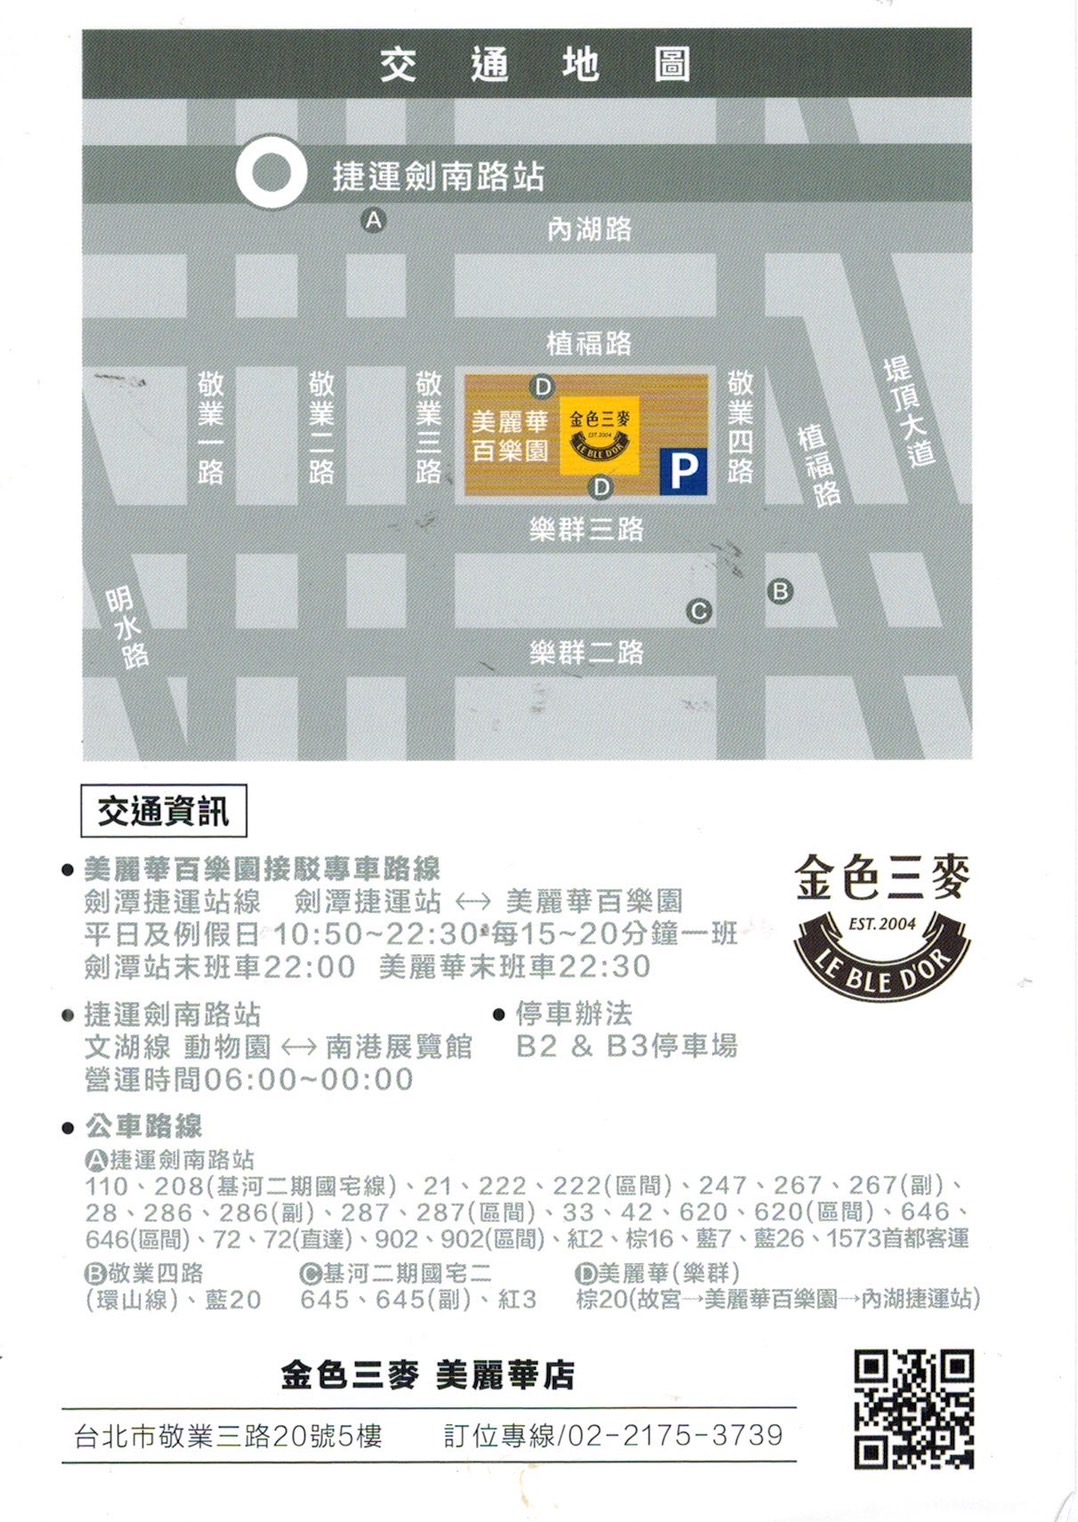 交通地圖
捷運劍南路站
A
內湖路
植福路
敬業一路
敬業二路
敬業三路
D
美麗華
百樂園
金色三麥
EST.2004
LE BLE D'OR
P
D
敬業四路
植福路
堤頂大道
樂群三路
明水路
C
B
樂群二路
交通資訊
• 美麗華百樂園接駁專車路線
劍潭捷運站線 劍潭捷運站 ↔ 美麗華百樂園
平日及例假日 10:50~22:30 每15~20分鐘一班
劍潭站末班車22:00 美麗華末班車22:30
金色三麥
EST.2004
LE BLE D'OR
• 捷運劍南路站
文湖線 動物園 ↔ 南港展覽館
營運時間06:00~00:00
• 停車辦法
B2 & B3停車場
• 公車路線
A捷運劍南路站
110、208(基河二期國宅線)、21、222、222(區間)、247、267、267(副)、
28、286、286(副)、287、287(區間)、33、42、620、620(區間)、646、
646(區間)、72、72(直達)、902、902(區間)、紅2、棕16、藍7、藍26、1573首都客運
B敬業四路
(環山線)、藍20
C基河二期國宅二
645、645(副)、紅3
D美麗華(樂群)
棕20(故宮→美麗華百樂園→內湖捷運站)
金色三麥 美麗華店
台北市敬業三路20號5樓 訂位專線/02-2175-3739